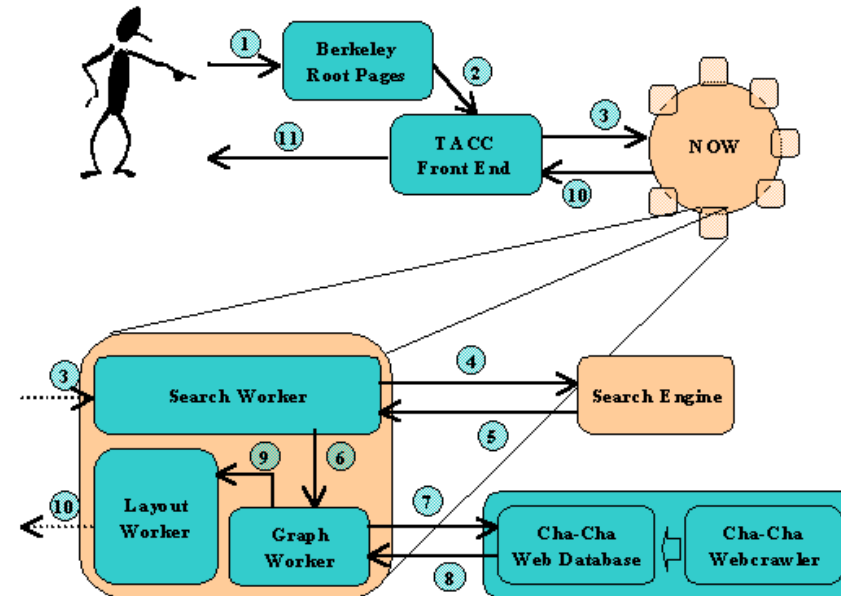 1
Berkeley
Root Pages
2
TACC
Front End
3
NOW
11
10
3
Search Worker
4
Search Engine
5
9
6
Layout
Worker
10
Graph
Worker
7
8
Cha-Cha
Web Database
Cha-Cha
Webcrawler